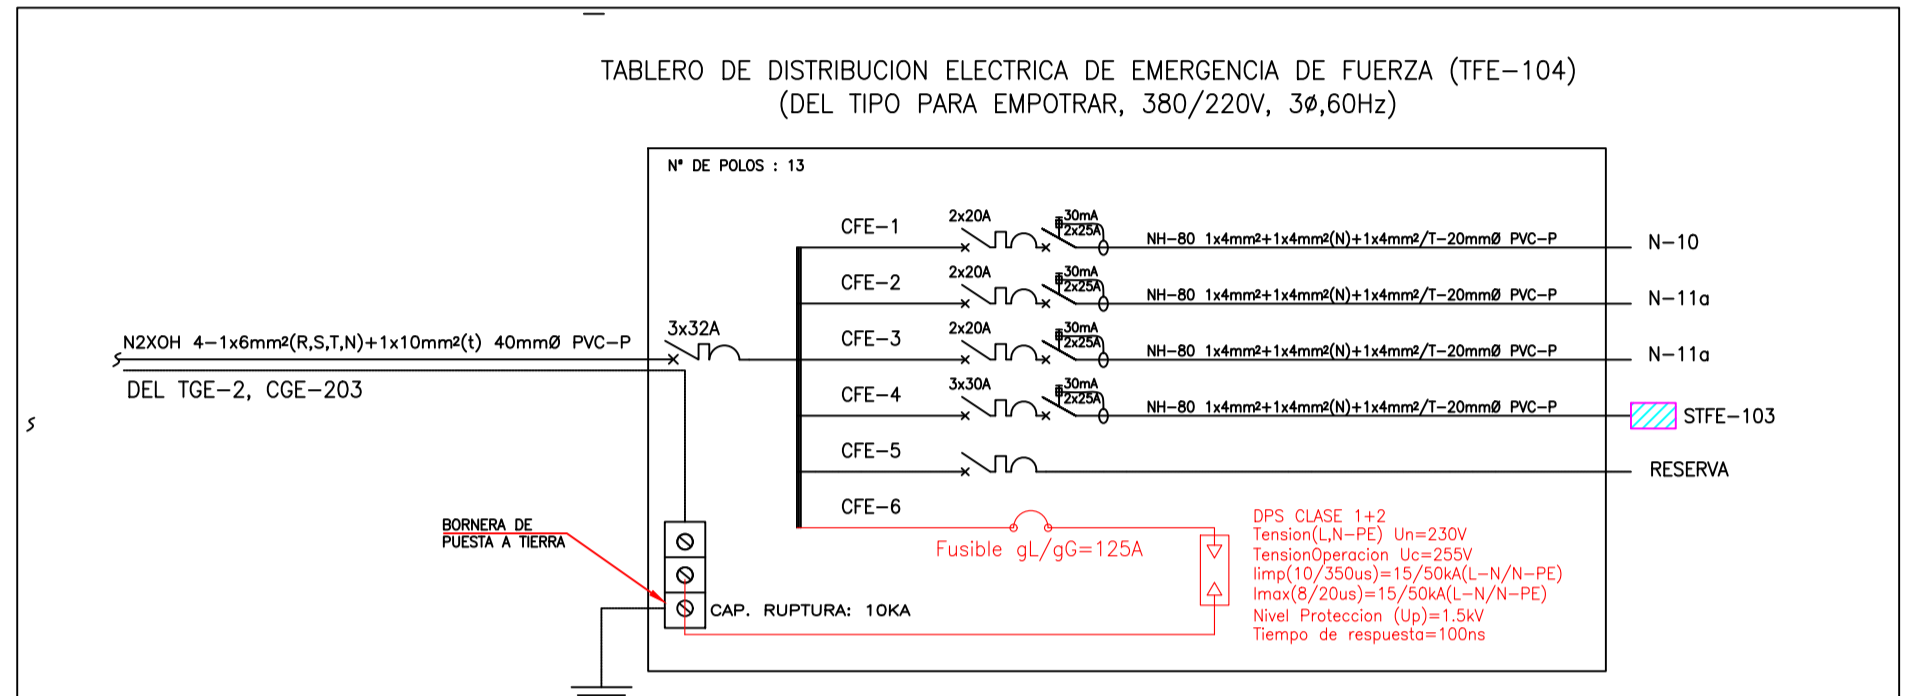 TABLERO DE DISTRIBUCION ELECTRICA DE EMERGENCIA DE FUERZA (TFE-104)
(DEL TIPO PARA EMPOTRAR, 380/220V, 3Ø,60Hz)
N° DE POLOS : 13
CFE-1 2x20A 30mA 2x25A NH-80 1x4mm²+1x4mm²(N)+1x4mm²/T-20mmØ PVC-P N-10
CFE-2 2x20A 30mA 2x25A NH-80 1x4mm²+1x4mm²(N)+1x4mm²/T-20mmØ PVC-P N-11a
CFE-3 2x20A 30mA 2x25A NH-80 1x4mm²+1x4mm²(N)+1x4mm²/T-20mmØ PVC-P N-11a
N2XOH 4-1x6mm²(R,S,T,N)+1x10mm²(t) 40mmØ PVC-P 3x32A
DEL TGE-2, CGE-203
CFE-4 3x30A 30mA 2x25A NH-80 1x4mm²+1x4mm²(N)+1x4mm²/T-20mmØ PVC-P STFE-103
CFE-5 RESERVA
CFE-6
Fusible gL/gG=125A
BORNERA DE
PUESTA A TIERRA
CAP. RUPTURA: 10KA
DPS CLASE 1+2
Tension(L,N-PE) Un=230V
TensionOperacion Uc=255V
Iimp(10/350us)=15/50kA(L-N/N-PE)
Imax(8/20us)=15/50kA(L-N/N-PE)
Nivel Proteccion (Up)=1.5kV
Tiempo de respuesta=100ns